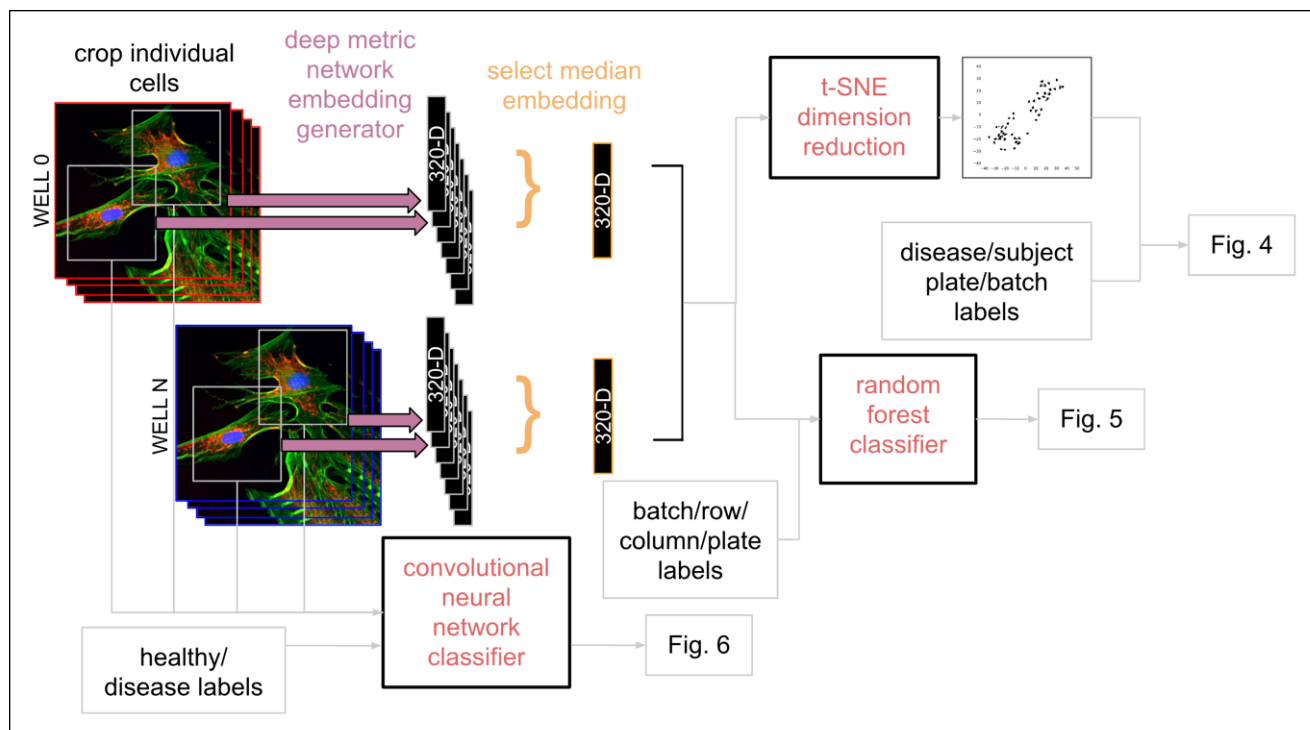 crop individual
cells
deep metric
network
embedding
generator
select median
embedding
WELL 0
320-D
320-D
t-SNE
dimension
reduction
disease/subject
plate/batch
labels
Fig. 4
WELL N
320-D
320-D
random
forest
classifier
Fig. 5
batch/row/
column/plate
labels
convolutional
neural
network
classifier
Fig. 6
healthy/
disease labels